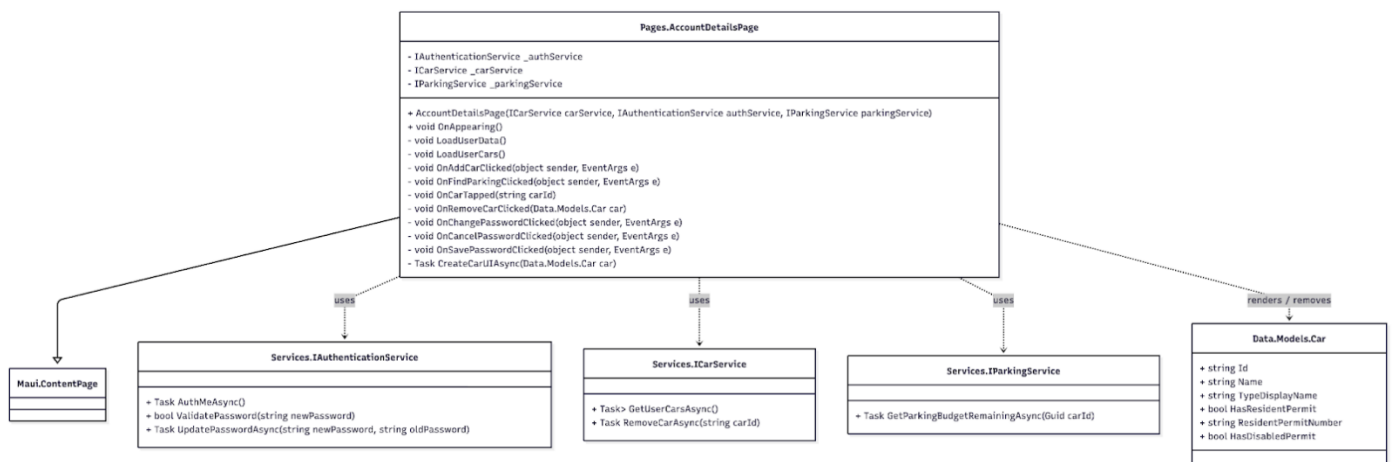 Pages.AccountDetailsPage
- IAuthenticationService _authService
- ICarService _carService
- IParkingService _parkingService
+ AccountDetailsPage(ICarService carService, IAuthenticationService authService, IParkingService parkingService)
+ void OnAppearing()
- void LoadUserData()
- void LoadUserCars()
- void OnAddCarClicked(object sender, EventArgs e)
- void OnFindParkingClicked(object sender, EventArgs e)
- void OnCarTapped(string carId)
- void OnRemoveCarClicked(Data.Models.Car car)
- void OnChangePasswordClicked(object sender, EventArgs e)
- void OnCancelPasswordClicked(object sender, EventArgs e)
- void OnSavePasswordClicked(object sender, EventArgs e)
- Task CreateCarUIAsync(Data.Models.Car car)
uses
uses
uses
renders / removes
Maui.ContentPage
Services.IAuthenticationService
+ Task AuthMeAsync()
+ bool ValidatePassword(string newPassword)
+ Task UpdatePasswordAsync(string newPassword, string oldPassword)
Services.ICarService
+ Task> GetUserCarsAsync()
+ Task RemoveCarAsync(string carId)
Services.IParkingService
+ Task GetParkingBudgetRemainingAsync(Guid carId)
Data.Models.Car
+ string Id
+ string Name
+ string TypeDisplayName
+ bool HasResidentPermit
+ string ResidentPermitNumber
+ bool HasDisabledPermit